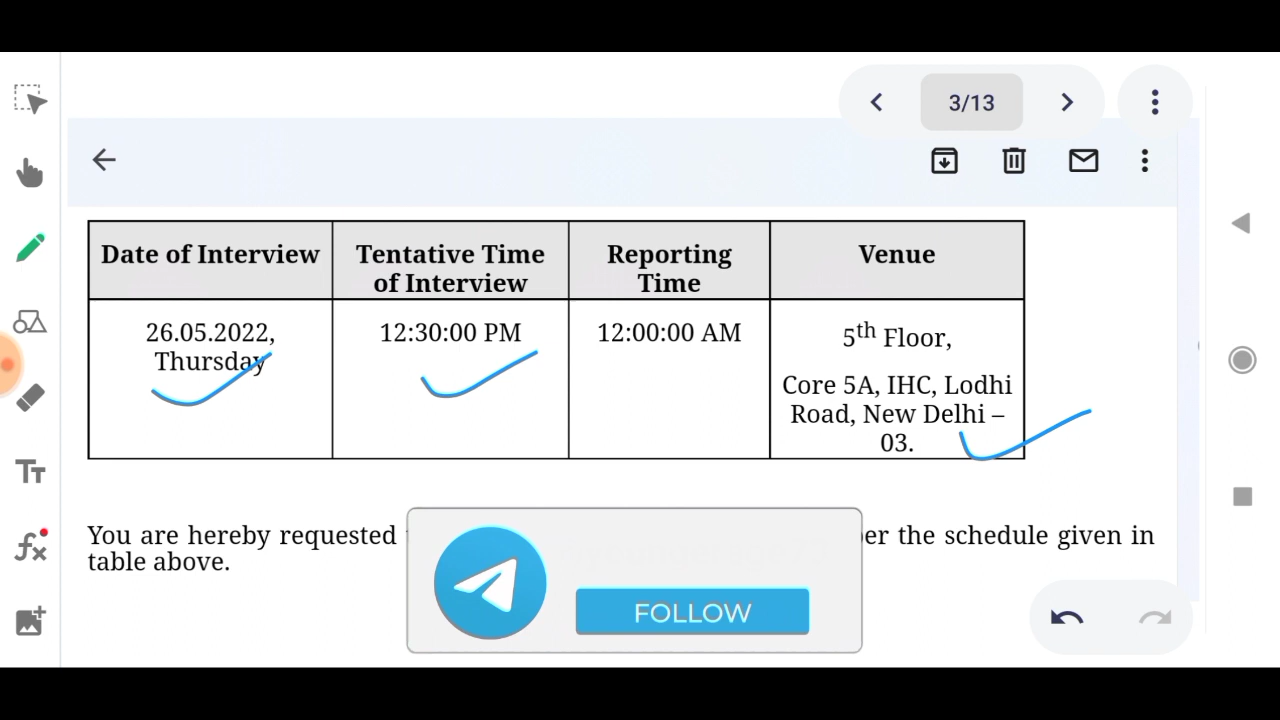 3/13
Date of Interview
Tentative Time
of Interview
Reporting
Time
Venue
26.05.2022,
Thursday
12:30:00 PM
12:00:00 AM
5th Floor,
Core 5A, IHC, Lodhi
Road, New Delhi –
03.
You are hereby requested
per the schedule given in
table above.
FOLLOW
TT
fx